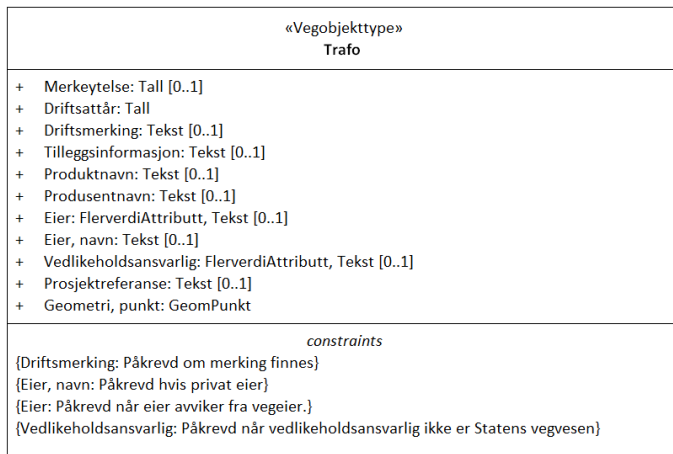 «Vegobjekttype»
Trafo
+ Merkeytelse: Tall [0..1]
+ Driftsattår: Tall
+ Driftsmerking: Tekst [0..1]
+ Tilleggsinformasjon: Tekst [0..1]
+ Produktnavn: Tekst [0..1]
+ Produsentnavn: Tekst [0..1]
+ Eier: FlerverdiAttributt, Tekst [0..1]
+ Eier, navn: Tekst [0..1]
+ Vedlikeholdsansvarlig: FlerverdiAttributt, Tekst [0..1]
+ Prosjektreferanse: Tekst [0..1]
+ Geometri, punkt: GeomPunkt
constraints
{Driftsmerking: Påkrevd om merking finnes}
{Eier, navn: Påkrevd hvis privat eier}
{Eier: Påkrevd når eier avviker fra vegeier.}
{Vedlikeholdsansvarlig: Påkrevd når vedlikeholdsansvarlig ikke er Statens vegvesen}